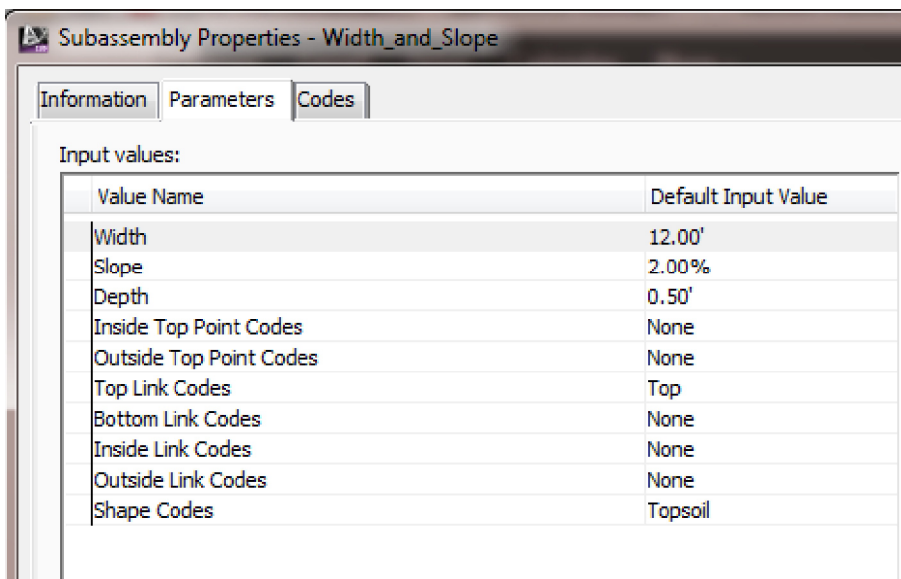 Subassembly Properties - Width_and_Slope
Information Parameters Codes
Input values:
Value Name Default Input Value
Width 12.00'
Slope 2.00%
Depth 0.50'
Inside Top Point Codes None
Outside Top Point Codes None
Top Link Codes Top
Bottom Link Codes None
Inside Link Codes None
Outside Link Codes None
Shape Codes Topsoil